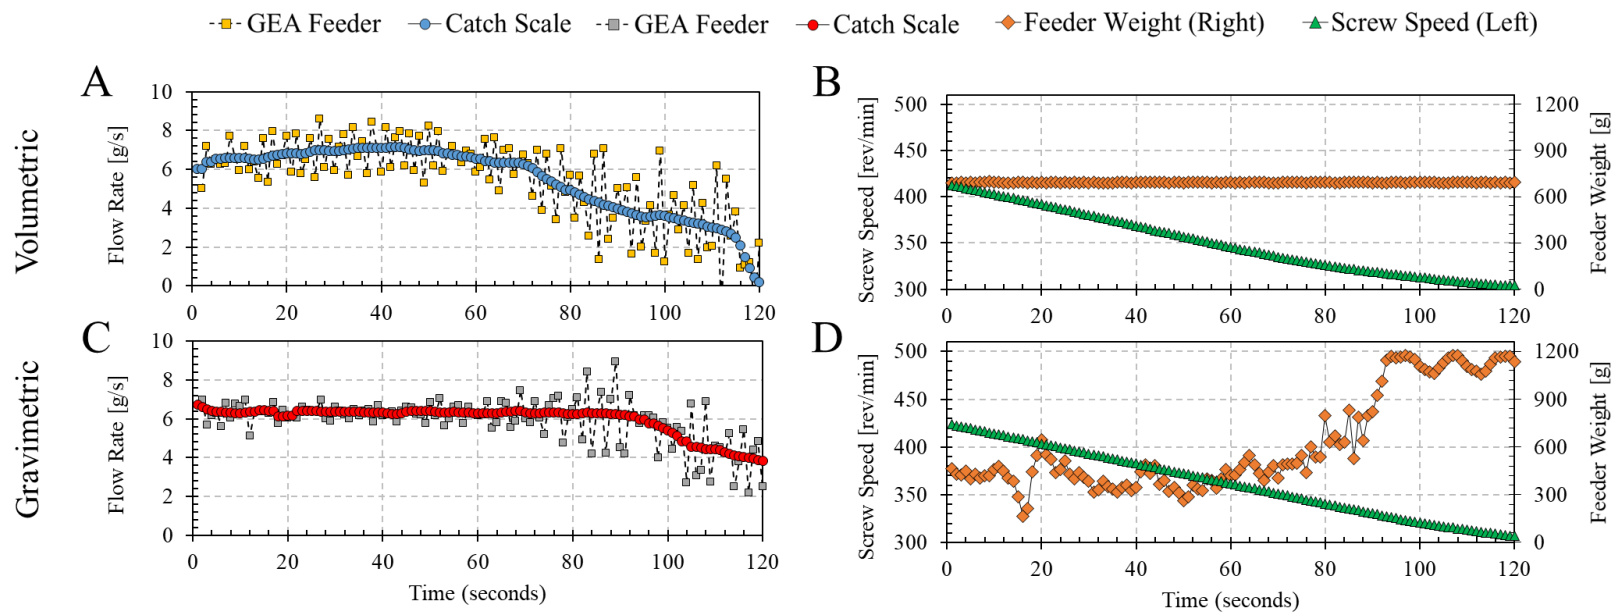 GEA Feeder Catch Scale GEA Feeder Catch Scale Feeder Weight (Right) Screw Speed (Left)
Volumetric
A
Flow Rate [g/s]
10
8
6
4
2
0
0 20 40 60 80 100 120
B
Screw Speed [rev/min]
500
450
400
350
300
1200
900
600
300
0
Feeder Weight [g]
0 20 40 60 80 100 120
Gravimetric
C
Flow Rate [g/s]
10
8
6
4
2
0
0 20 40 60 80 100 120
Time (seconds)
D
Screw Speed [rev/min]
500
450
400
350
300
1200
900
600
300
0
Feeder Weight [g]
0 20 40 60 80 100 120
Time (seconds)